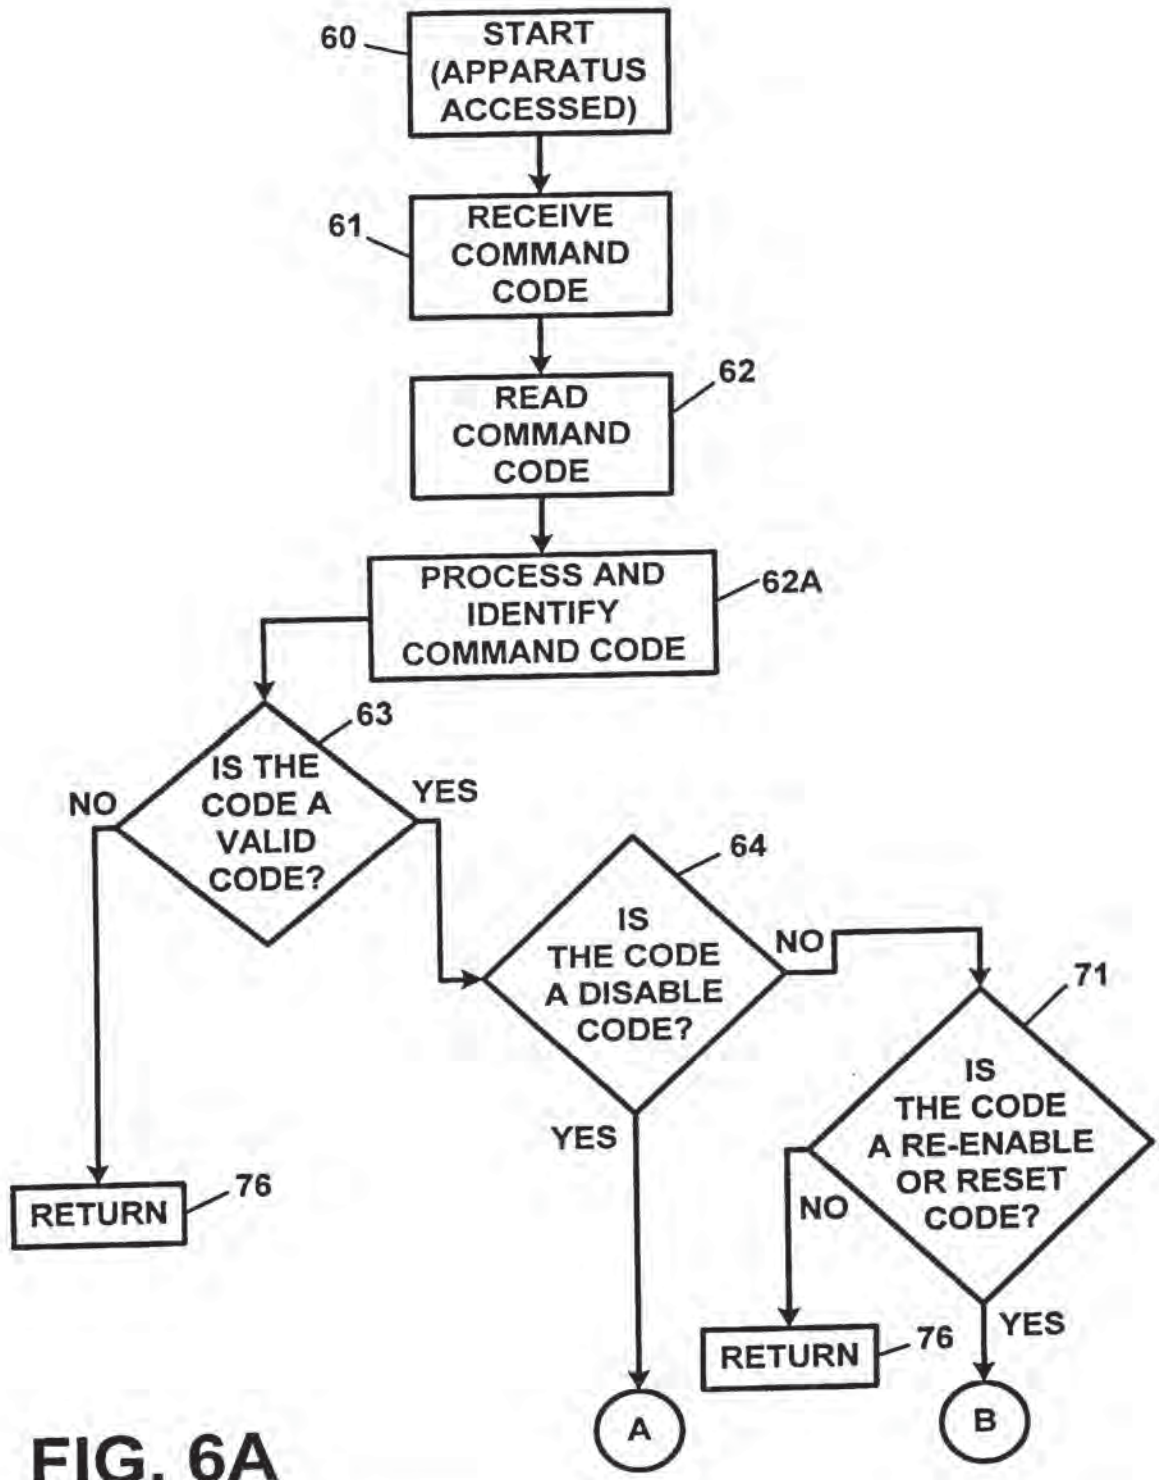 60
START
(APPARATUS
ACCESSED)
61
RECEIVE
COMMAND
CODE
62
READ
COMMAND
CODE
62A
PROCESS AND
IDENTIFY
COMMAND CODE
63
IS THE
CODE A
VALID
CODE?
NO
YES
64
IS
THE CODE
A DISABLE
CODE?
NO
YES
71
IS
THE CODE
A RE-ENABLE
OR RESET
CODE?
NO
YES
RETURN
76
RETURN
76
A
B
FIG. 6A